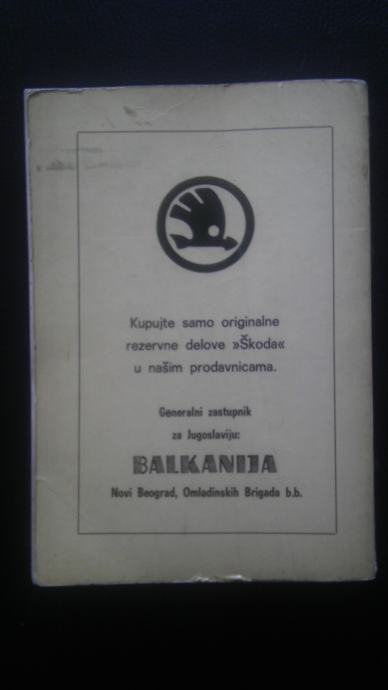 Kupujte samo originalne
rezervne delove »Škoda«
u našim prodavnicama.
Generalni zastupnik
za Jugoslaviju:
BALKANIJA
Novi Beograd, Omladinskih Brigada b.b.